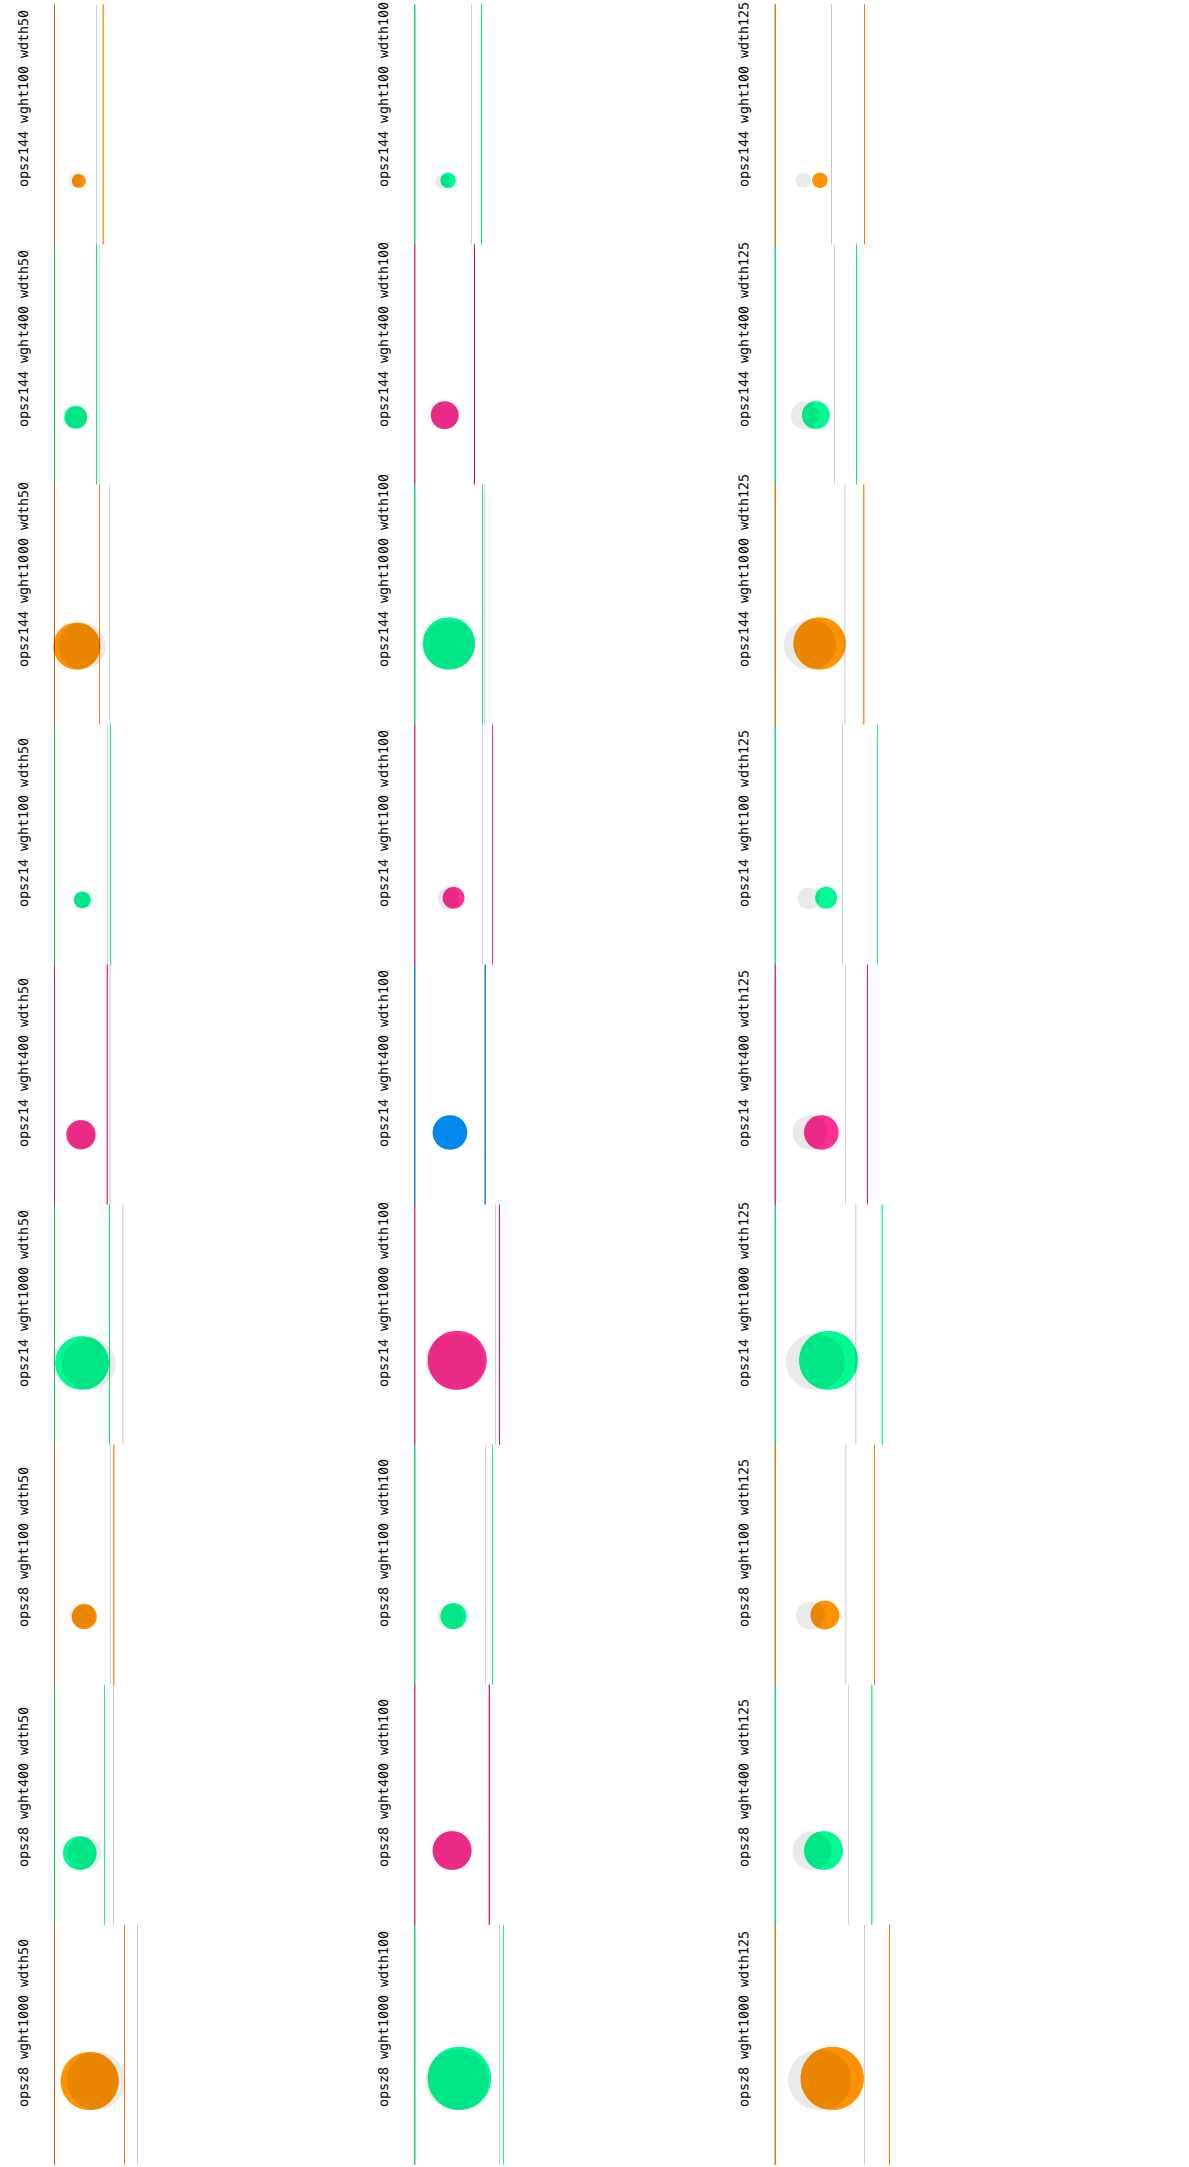 opsz144 wght100 wdth50
opsz144 wght100 wdth100
opsz144 wght100 wdth125
opsz144 wght400 wdth50
opsz144 wght400 wdth100
opsz144 wght400 wdth125
opsz144 wght1000 wdth50
opsz144 wght1000 wdth100
opsz144 wght1000 wdth125
opsz14 wght100 wdth50
opsz14 wght100 wdth100
opsz14 wght100 wdth125
opsz14 wght400 wdth50
opsz14 wght400 wdth100
opsz14 wght400 wdth125
opsz14 wght1000 wdth50
opsz14 wght1000 wdth100
opsz14 wght1000 wdth125
opsz8 wght100 wdth50
opsz8 wght100 wdth100
opsz8 wght100 wdth125
opsz8 wght400 wdth50
opsz8 wght400 wdth100
opsz8 wght400 wdth125
opsz8 wght1000 wdth50
opsz8 wght1000 wdth100
opsz8 wght1000 wdth125